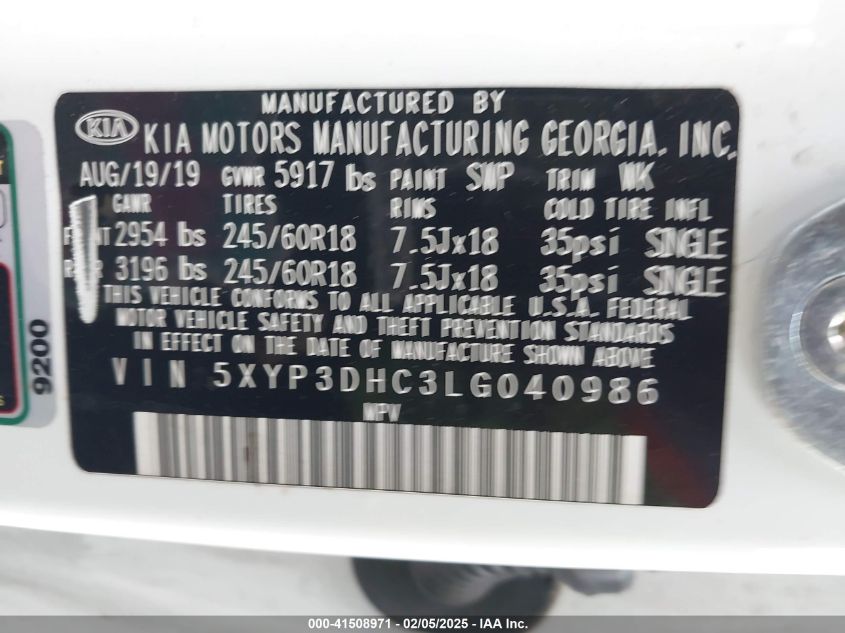 MANUFACTURED BY
KIA KIA MOTORS MANUFACTURING GEORGIA, INC.
AUG/19/19 GVWR 5917 lbs PAINT SWP TRIM WK
GAWR TIRES RIMS COLD TIRE INFL
2954 lbs 245/60R18 7.5Jx18 35psi SINGLE
3196 lbs 245/60R18 7.5Jx18 35psi SINGLE
THIS VEHICLE CONFORMS TO ALL APPLICABLE U.S.A. FEDERAL
MOTOR VEHICLE SAFETY AND THEFT PREVENTION STANDARDS
IN EFFECT ON THE DATE OF MANUFACTURE SHOWN ABOVE.
VIN 5XYP3DHC3LG040986
MPV
9200
000-41508971 - 02/05/2025 - IAA Inc.